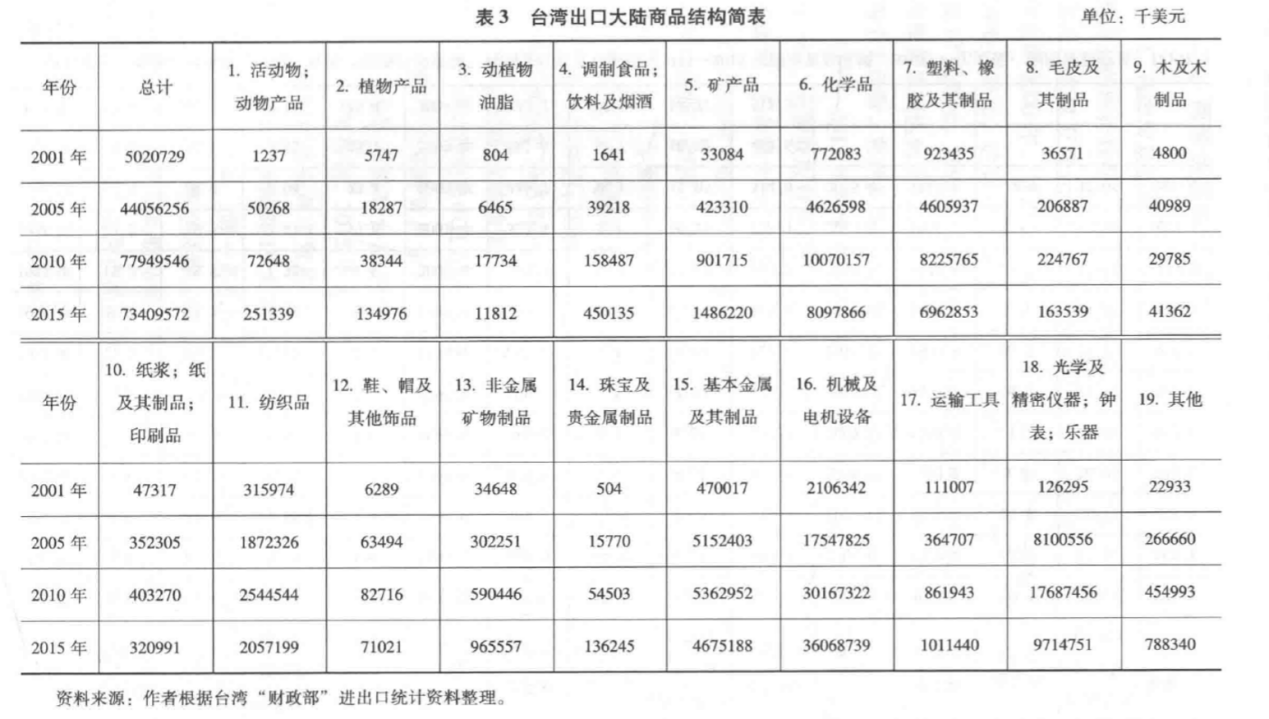 表 3 台湾出口大陆商品结构简表 单位：千美元
年份 总计 1. 活动物；动物产品 2. 植物产品 3. 动植物油脂 4. 调制食品；饮料及烟酒 5. 矿产品 6. 化学品 7. 塑料、橡胶及其制品 8. 毛皮及其制品 9. 木及木制品
2001 年 5020729 1237 5747 804 1641 33084 772083 923435 36571 4800
2005 年 44056256 50268 18287 6465 39218 423310 4626598 4605937 206887 40989
2010 年 77949546 72648 38344 17734 158487 901715 10070157 8225765 224767 29785
2015 年 73409572 251339 134976 11812 450135 1486220 8097866 6962853 163539 41362
年份 10. 纸浆；纸及其制品；印刷品 11. 纺织品 12. 鞋、帽及其他饰品 13. 非金属矿物制品 14. 珠宝及贵金属制品 15. 基本金属及其制品 16. 机械及电机设备 17. 运输工具 18. 光学及精密仪器；钟表；乐器 19. 其他
2001 年 47317 315974 6289 34648 504 470017 2106342 111007 126295 22933
2005 年 352305 1872326 63494 302251 15770 5152403 17547825 364707 8100556 266660
2010 年 403270 2544544 82716 590446 54503 5362952 30167322 861943 17687456 454993
2015 年 320991 2057199 71021 965557 136245 4675188 36068739 1011440 9714751 788340
资料来源：作者根据台湾“财政部”进出口统计资料整理。